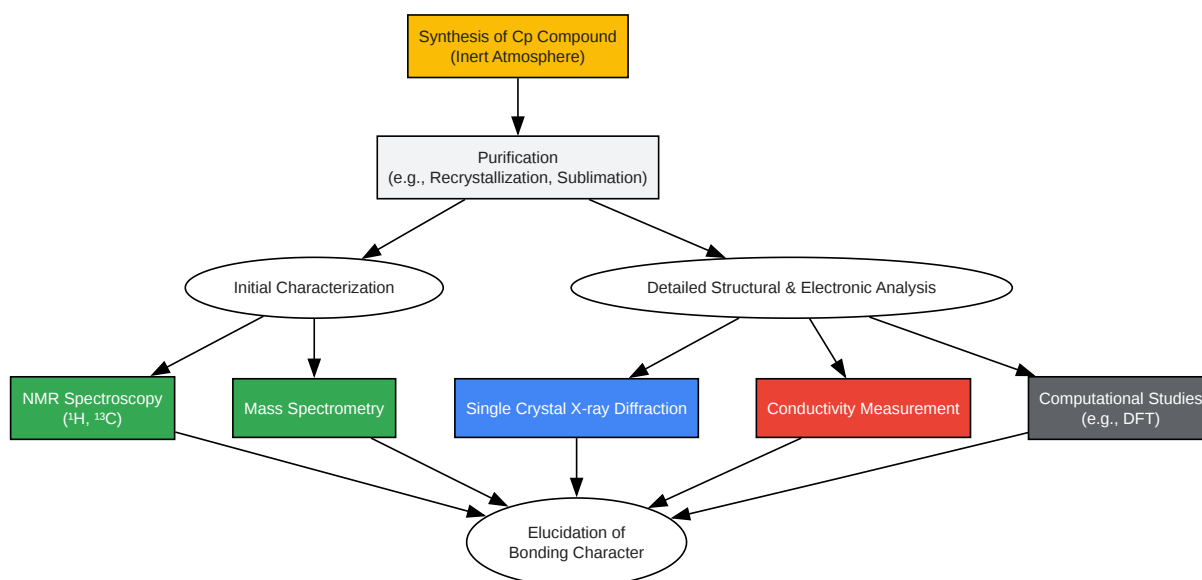 Synthesis of Cp Compound
(Inert Atmosphere)
Purification
(e.g., Recrystallization, Sublimation)
Initial Characterization
Detailed Structural & Electronic Analysis
NMR Spectroscopy
(¹H, ¹³C)
Mass Spectrometry
Single Crystal X-ray Diffraction
Conductivity Measurement
Computational Studies
(e.g., DFT)
Elucidation of
Bonding Character